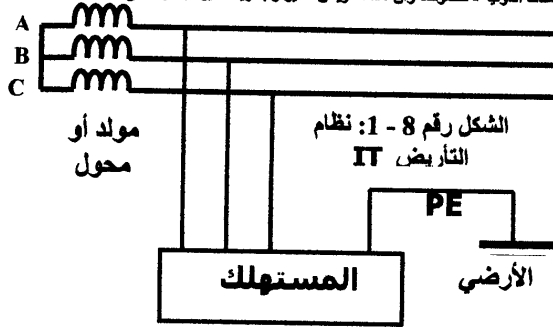 A
B
C
مولد أو
محول
الشكل رقم 8 - 1: نظام
التأريض IT
PE
المستهلك
الأرضي